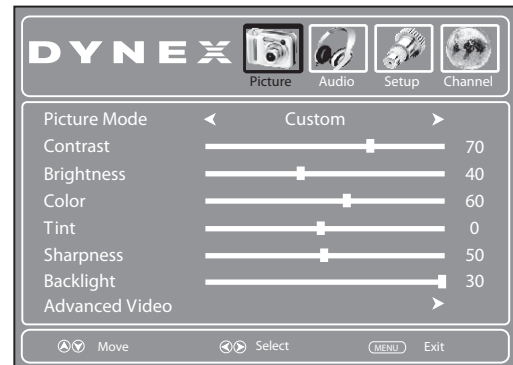 DYNEX
Picture Audio Setup Channel
Picture Mode Custom
Contrast 70
Brightness 40
Color 60
Tint 0
Sharpness 50
Backlight 30
Advanced Video
Move Select MENU Exit